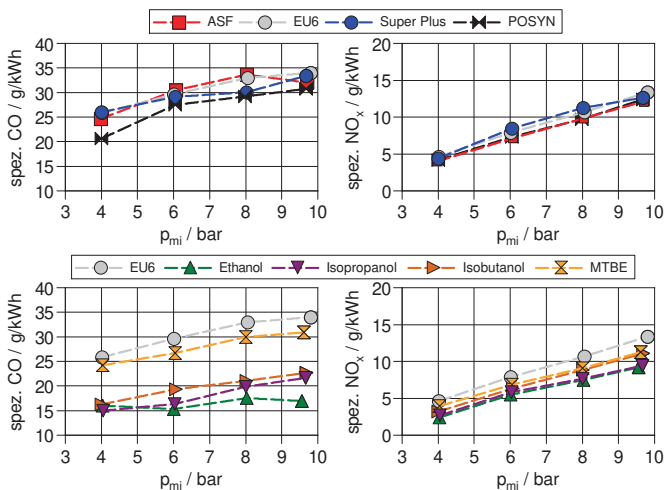 ASF EU6 Super Plus POSYN
spez. CO / g/kWh
40
35
30
25
20
15
10
3 4 5 6 7 8 9 10
p_mi / bar
spez. NO_x / g/kWh
20
15
10
5
0
3 4 5 6 7 8 9 10
p_mi / bar
EU6 Ethanol Isopropanol Isobutanol MTBE
spez. CO / g/kWh
40
35
30
25
20
15
10
3 4 5 6 7 8 9 10
p_mi / bar
spez. NO_x / g/kWh
20
15
10
5
0
3 4 5 6 7 8 9 10
p_mi / bar